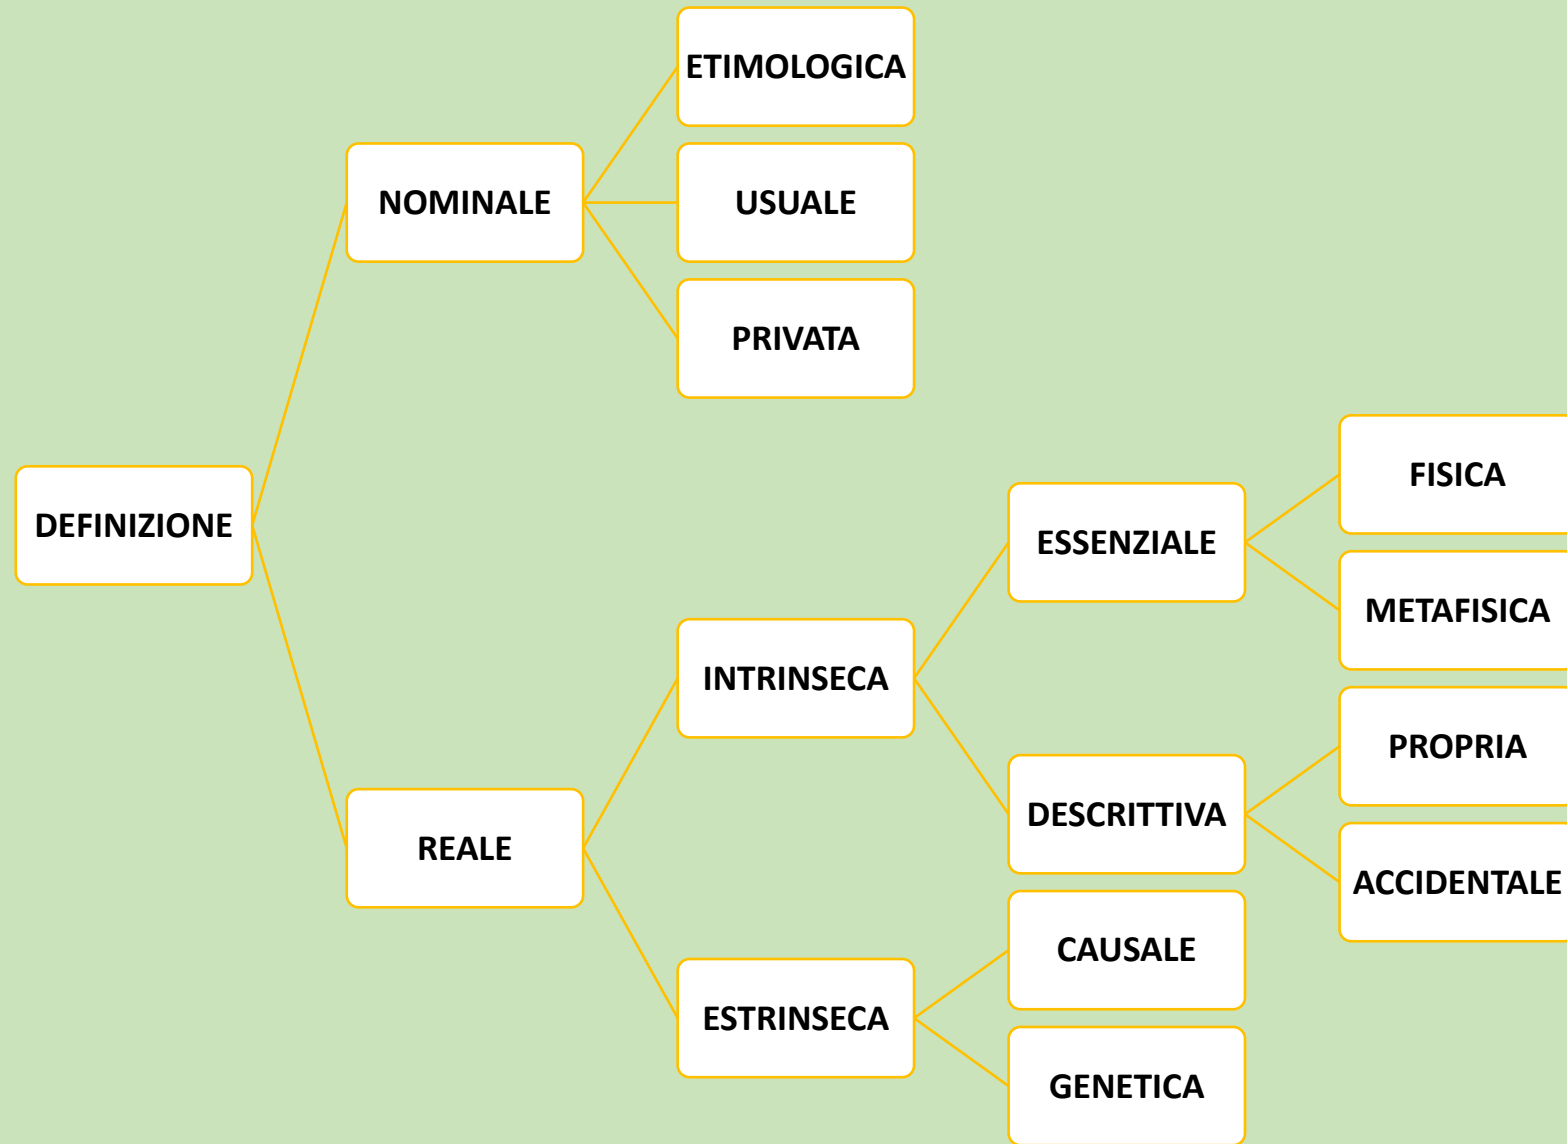 ETIMOLOGICA
NOMINALE
USUALE
PRIVATA
DEFINIZIONE
FISICA
ESSENZIALE
METAFISICA
INTRINSECA
PROPRIA
DESCRITTIVA
REALE
ACCIDENTALE
CAUSALE
ESTRINSECA
GENETICA